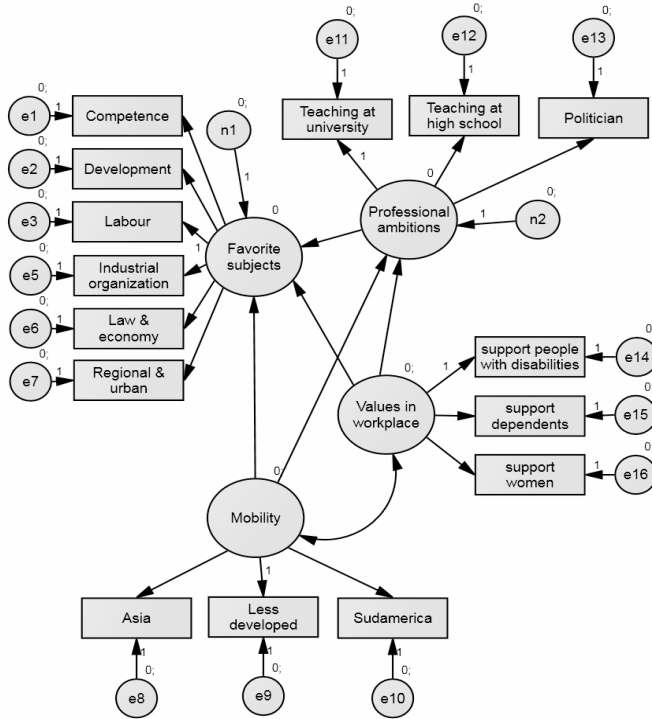 0;
e11
1
Teaching at
university
0;
e12
1
Teaching at
high school
0;
e13
1
Politician
0;
e1
1
Competence
0;
e2
1
Development
0;
e3
1
Labour
0;
e5
1
Industrial
organization
0;
e6
1
Law &
economy
0;
e7
1
Regional &
urban
0;
n1
1
0
Favorite
subjects
1
1
0
Professional
ambitions
1
0;
n2
0;
Values in
workplace
1
support people
with disabilities
1
0
e14
support
dependents
1
0;
e15
support
women
1
0;
e16
0;
Mobility
1
Asia
1
0;
e8
Less
developed
1
0;
e9
Sudamerica
1
0;
e10